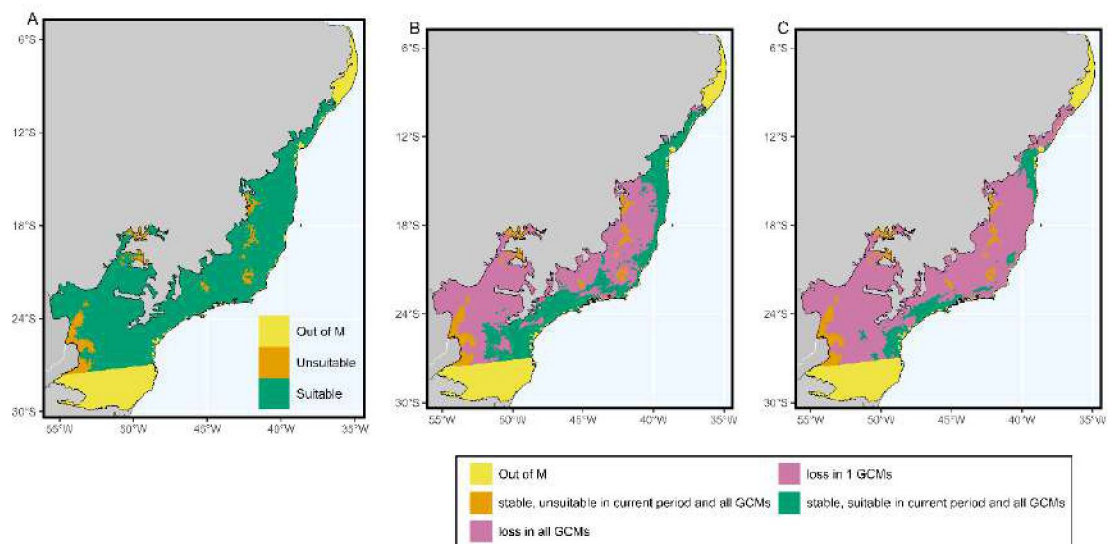 A
B
C
6°S
12°S
18°S
24°S
30°S
55°W
50°W
45°W
40°W
35°W
Out of M
Unsuitable
Suitable
6°S
12°S
18°S
24°S
30°S
55°W
50°W
45°W
40°W
35°W
6°S
12°S
18°S
24°S
30°S
55°W
50°W
45°W
40°W
35°W
Out of M
loss in 1 GCMs
stable, unsuitable in current period and all GCMs
stable, suitable in current period and all GCMs
loss in all GCMs